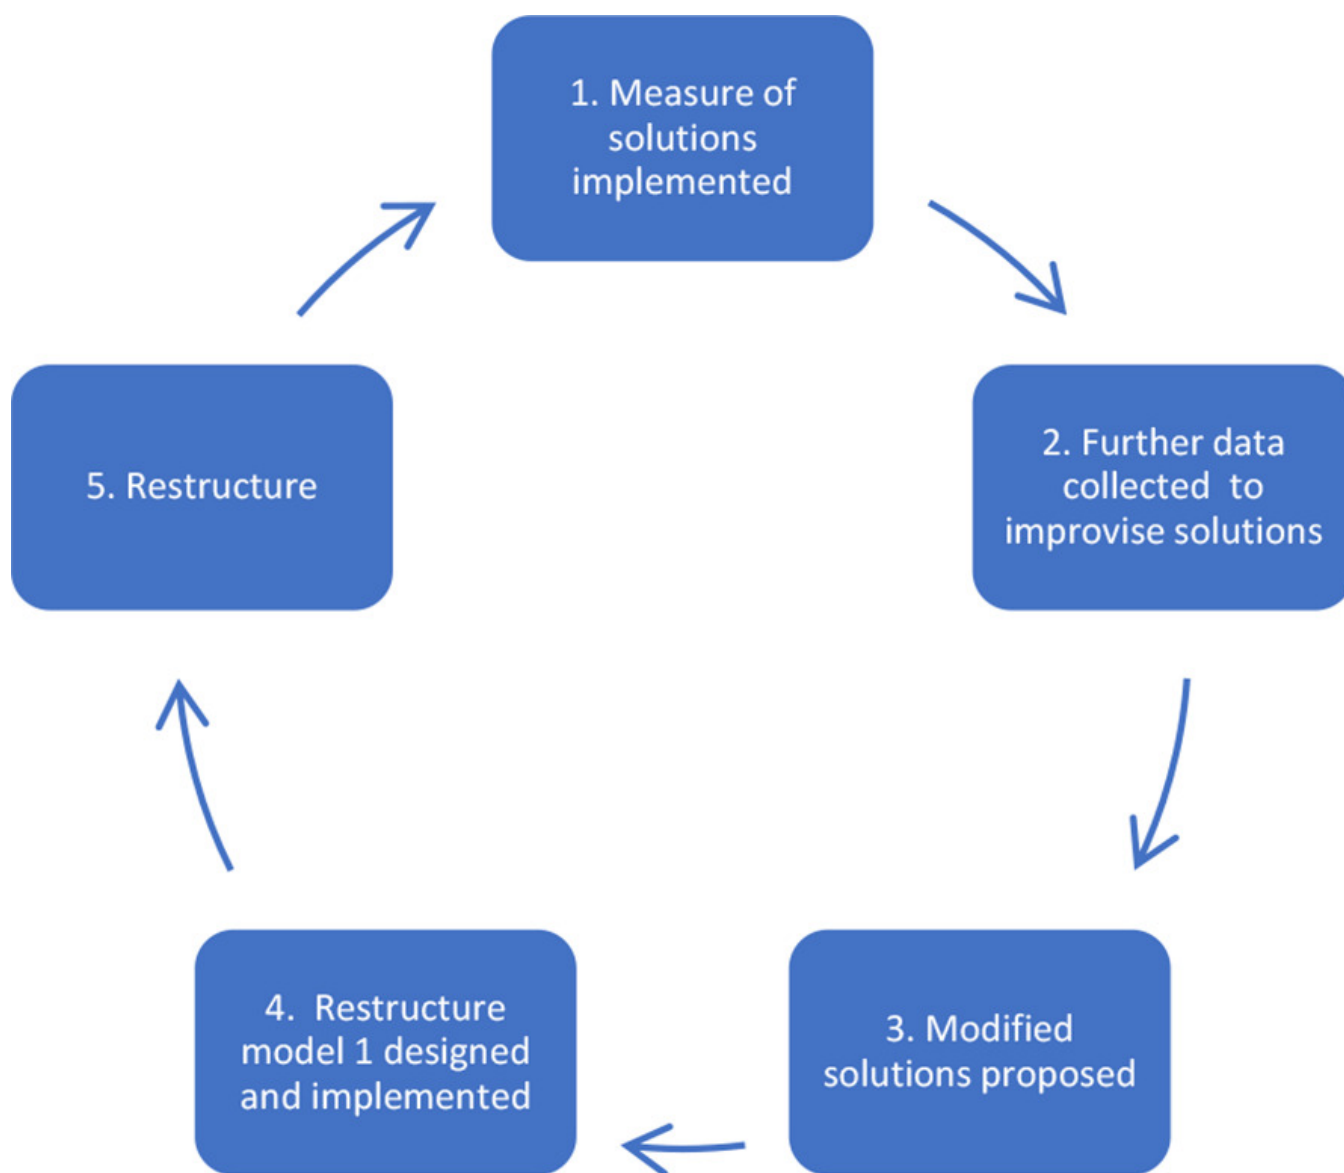 1. Measure of
solutions
implemented
2. Further data
collected  to
improvise solutions
3. Modified
solutions proposed
4.  Restructure
model 1 designed
and implemented
5. Restructure